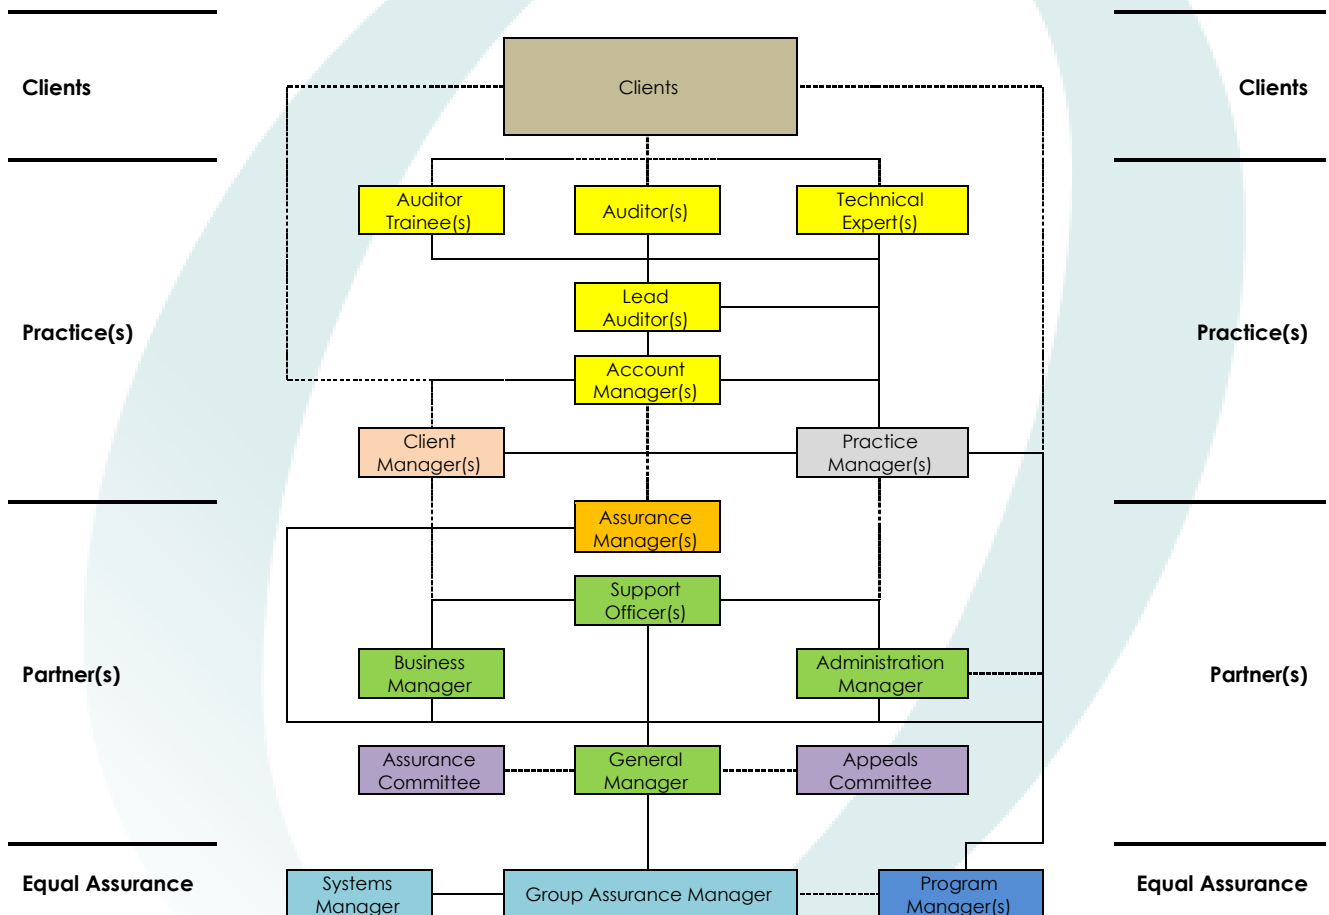 Clients
Clients
Clients
Auditor
Trainee(s)
Auditor(s)
Technical
Expert(s)
Practice(s)
Lead
Auditor(s)
Practice(s)
Account
Manager(s)
Client
Manager(s)
Practice
Manager(s)
Assurance
Manager(s)
Support
Officer(s)
Partner(s)
Business
Manager
Administration
Manager
Partner(s)
Assurance
Committee
General
Manager
Appeals
Committee
Equal Assurance
Systems
Manager
Group Assurance Manager
Program
Manager(s)
Equal Assurance